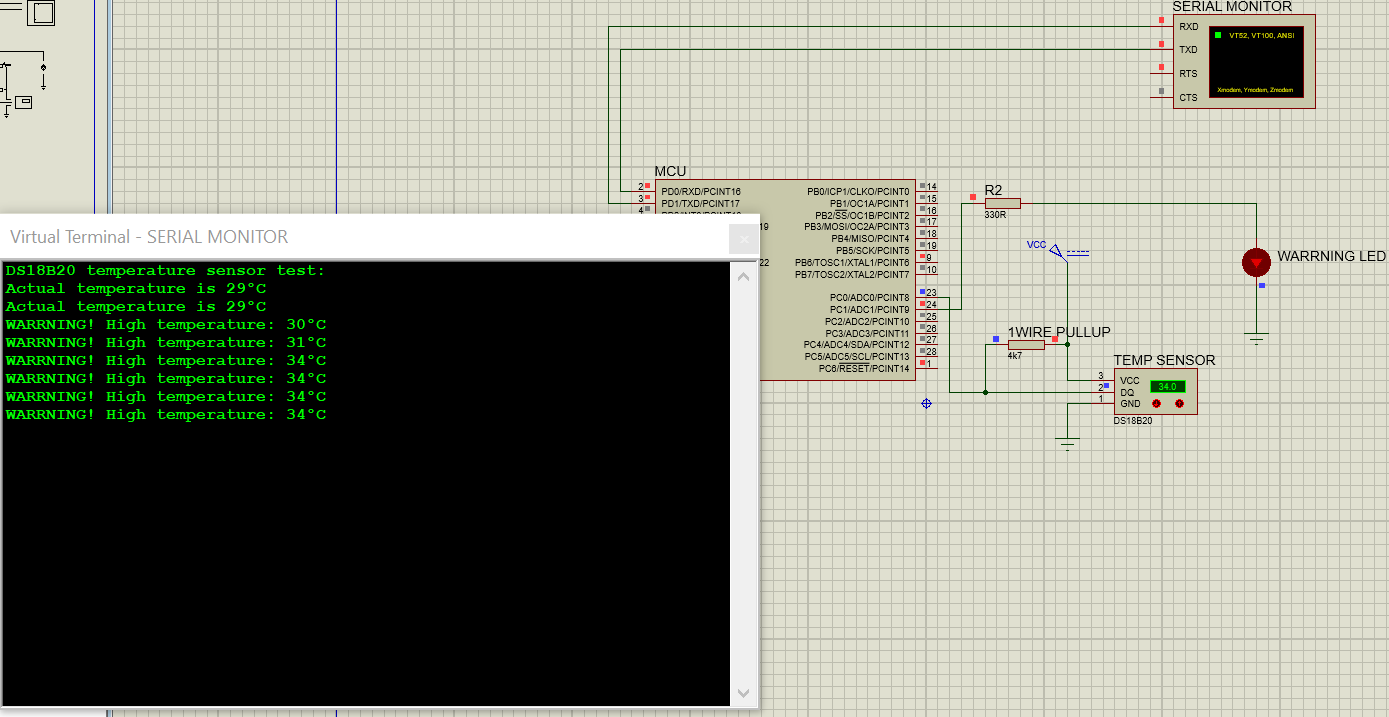 SERIAL MONITOR
RXD
VT52, VT100, ANSI
TXD
RTS
Xmodem, Ymodem, Zmodem
CTS
MCU
2 PD0/RXD/PCINT16
3 PD1/TXD/PCINT17
4
19
22
PB0/ICP1/CLKO/PCINT0 14
PB1/OC1A/PCINT1 15
PB2/SS/OC1B/PCINT2 16
PB3/MOSI/OC2A/PCINT3 17
PB4/MISO/PCINT4 18
PB5/SCK/PCINT5 19
PB6/TOSC1/XTAL1/PCINT6 9
PB7/TOSC2/XTAL2/PCINT7 10
PC0/ADC0/PCINT8 23
PC1/ADC1/PCINT9 24
PC2/ADC2/PCINT10 25
PC3/ADC3/PCINT11 26
PC4/ADC4/SDA/PCINT12 27
PC5/ADC5/SCL/PCINT13 28
PC6/RESET/PCINT14 1
R2
330R
VCC
WARRNING LED
1WIRE PULLUP
4k7
TEMP SENSOR
3 VCC
34.0
2 DQ
1 GND
DS18B20
Virtual Terminal - SERIAL MONITOR
DS18B20 temperature sensor test:
Actual temperature is 29°C
Actual temperature is 29°C
WARRNING! High temperature: 30°C
WARRNING! High temperature: 31°C
WARRNING! High temperature: 34°C
WARRNING! High temperature: 34°C
WARRNING! High temperature: 34°C
WARRNING! High temperature: 34°C